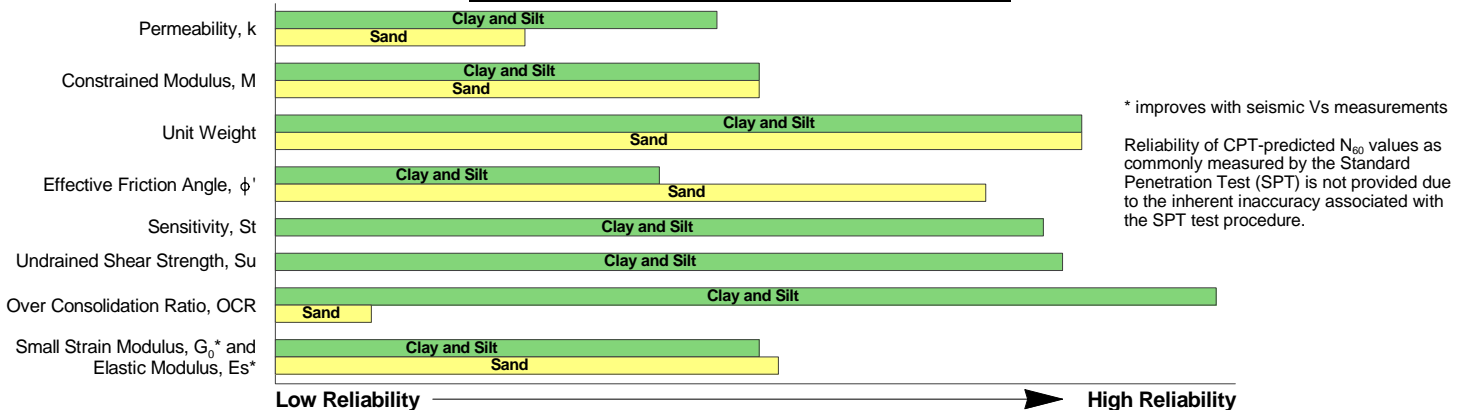 Permeability, k
Clay and Silt
Sand
Constrained Modulus, M
Clay and Silt
Sand
Unit Weight
Clay and Silt
Sand
Effective Friction Angle, ϕ'
Clay and Silt
Sand
Sensitivity, St
Clay and Silt
Undrained Shear Strength, Su
Clay and Silt
Over Consolidation Ratio, OCR
Clay and Silt
Sand
Small Strain Modulus, G₀* and
Elastic Modulus, Es*
Clay and Silt
Sand
Low Reliability
High Reliability
* improves with seismic Vs measurements
Reliability of CPT-predicted N₆₀ values as
commonly measured by the Standard
Penetration Test (SPT) is not provided due
to the inherent inaccuracy associated with
the SPT test procedure.